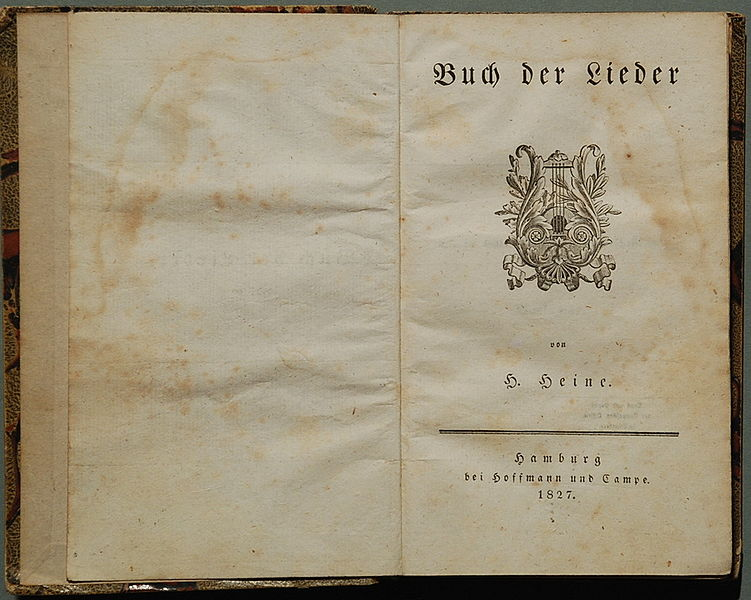 Buch der Lieder
von
H. Heine.
Hamburg
bei Hoffmann und Campe.
1827.